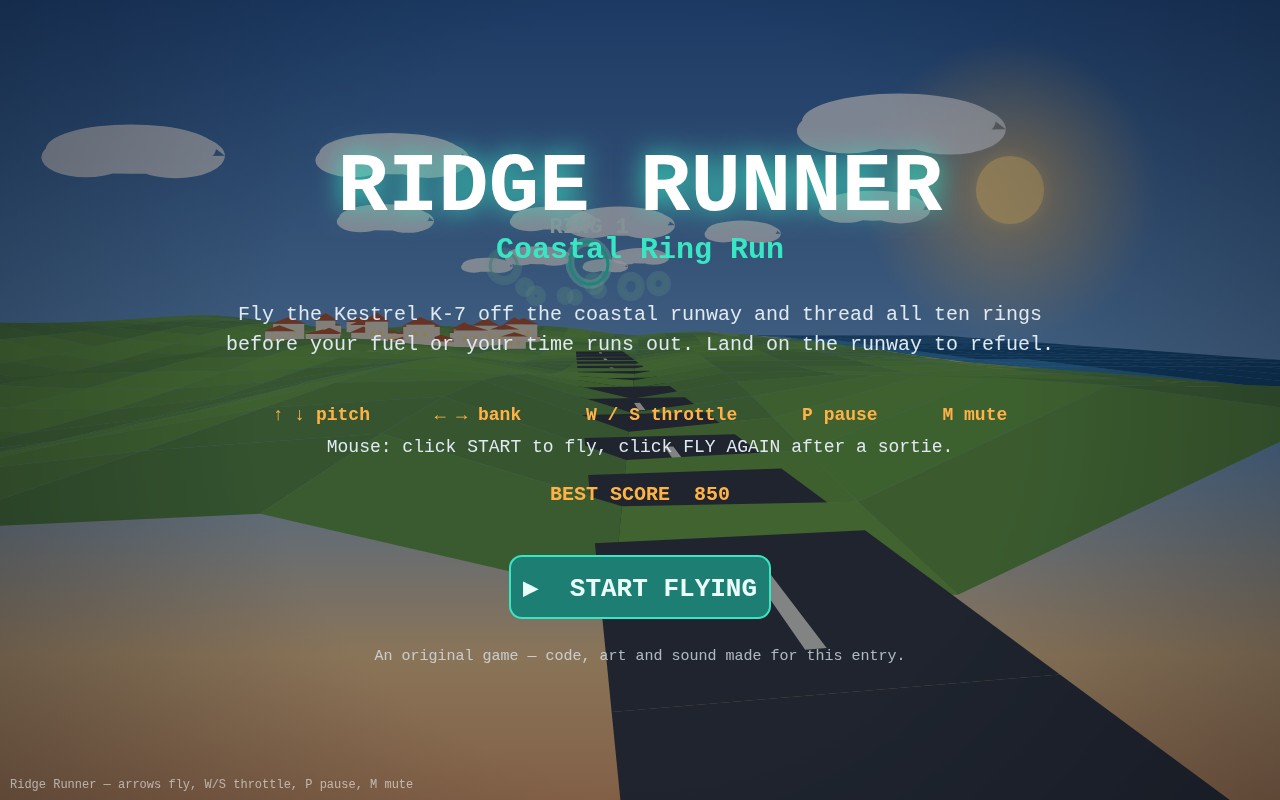 RIDGE RUNNER
RING 1
Coastal Ring Run
Fly the Kestrel K-7 off the coastal runway and thread all ten rings
before your fuel or your time runs out. Land on the runway to refuel.
↑ ↓ pitch ← → bank W / S throttle P pause M mute
Mouse: click START to fly, click FLY AGAIN after a sortie.
BEST SCORE 850
▶ START FLYING
An original game — code, art and sound made for this entry.
Ridge Runner — arrows fly, W/S throttle, P pause, M mute